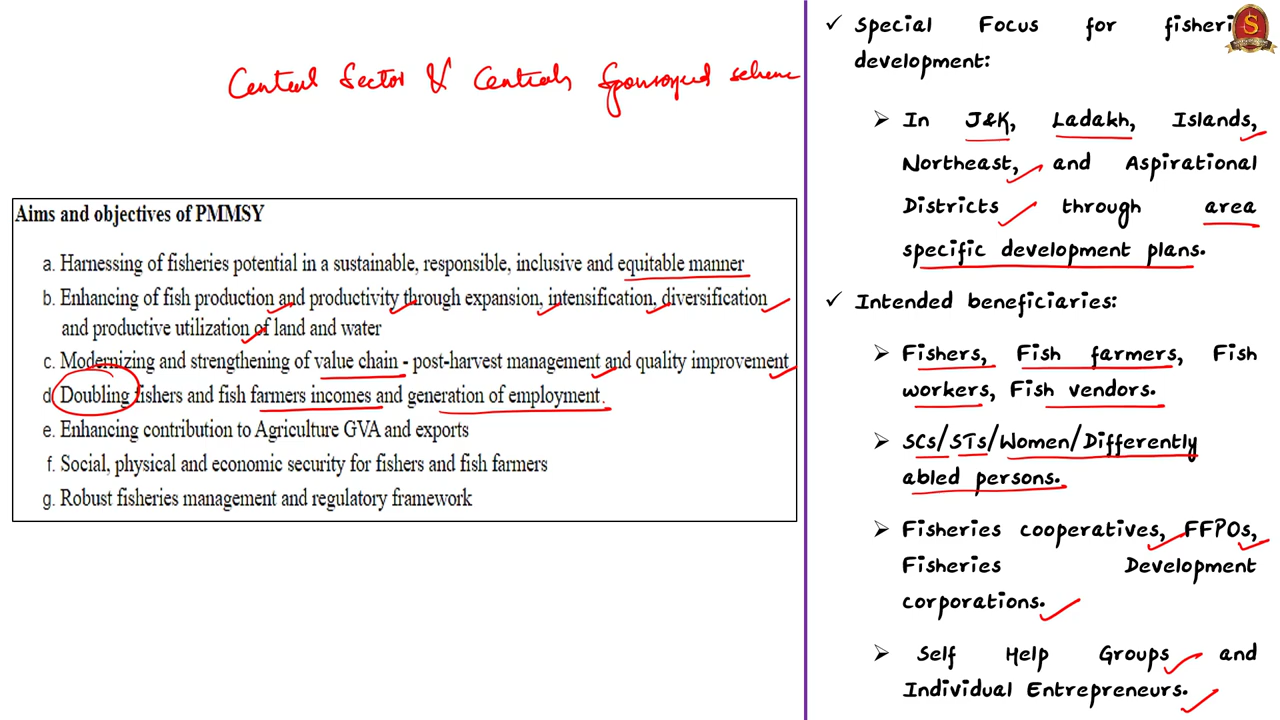 Central Sector & Centrally Sponsored scheme
Aims and objectives of PMMSY
a. Harnessing of fisheries potential in a sustainable, responsible, inclusive and equitable manner
b. Enhancing of fish production and productivity through expansion, intensification, diversification
and productive utilization of land and water
c. Modernizing and strengthening of value chain - post-harvest management and quality improvement
d. Doubling fishers and fish farmers incomes and generation of employment.
e. Enhancing contribution to Agriculture GVA and exports
f. Social, physical and economic security for fishers and fish farmers
g. Robust fisheries management and regulatory framework
✓ Special Focus for fisheri
development:
➢ In J&K, Ladakh, Islands,
Northeast, and Aspirational
Districts through area
specific development plans.
✓ Intended beneficiaries:
➢ Fishers, Fish farmers, Fish
workers, Fish vendors.
➢ SCs/STs/Women/Differently
abled persons.
➢ Fisheries cooperatives, FFPOs,
Fisheries Development
corporations.
➢ Self Help Groups and
Individual Entrepreneurs.
S